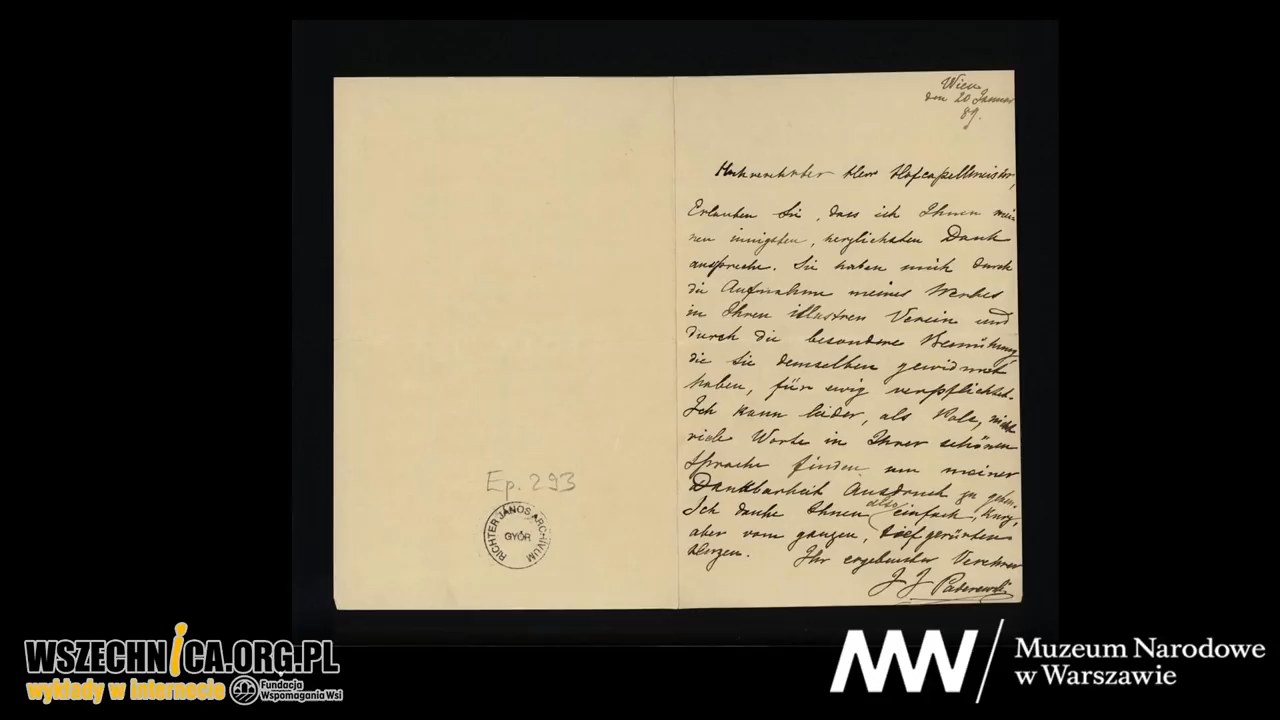 Wien
den 20 Januar
89.
Hochverehrter Herr Hofcapellmeister,
Erlauben Sie, dass ich Ihnen mei-
nen innigsten, herzlichsten Dank
ausspreche. Sie haben mich durch
die Aufnahme meines Werkes
in Ihren illustren Verein und
durch die besondere Bemühung
die Sie demselben gewidmet
haben, für ewig verpflichtet.
Ich kann leider, als Pole, nicht
viele Worte in Ihrer schönen
Sprache finden um meiner
Dankbarkeit Ausdruck zu geben.
Ich danke Ihnen also einfach, kurz,
aber vom ganzen, tief gerürten
Herzen. Ihr ergebenster Verehrer
J J Paderewski
Ep. 293
RICHTER JÁNOS ARCHIVUM
GYŐR
WSZECHNICA.ORG.PL
wykłady w internecie
Fundacja
Wspomagania Wsi
Muzeum Narodowe
w Warszawie